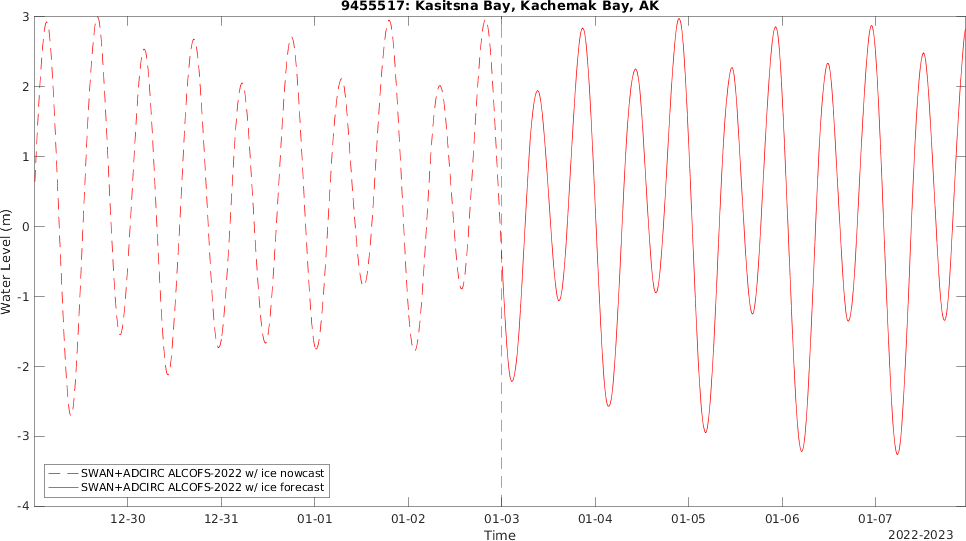 9455517: Kasitsna Bay, Kachemak Bay, AK
3
2
1
0
-1
-2
-3
-4
Water Level (m)
SWAN+ADCIRC ALCOFS-2022 w/ ice nowcast
SWAN+ADCIRC ALCOFS-2022 w/ ice forecast
12-30 12-31 01-01 01-02 01-03 01-04 01-05 01-06 01-07
Time
2022-2023